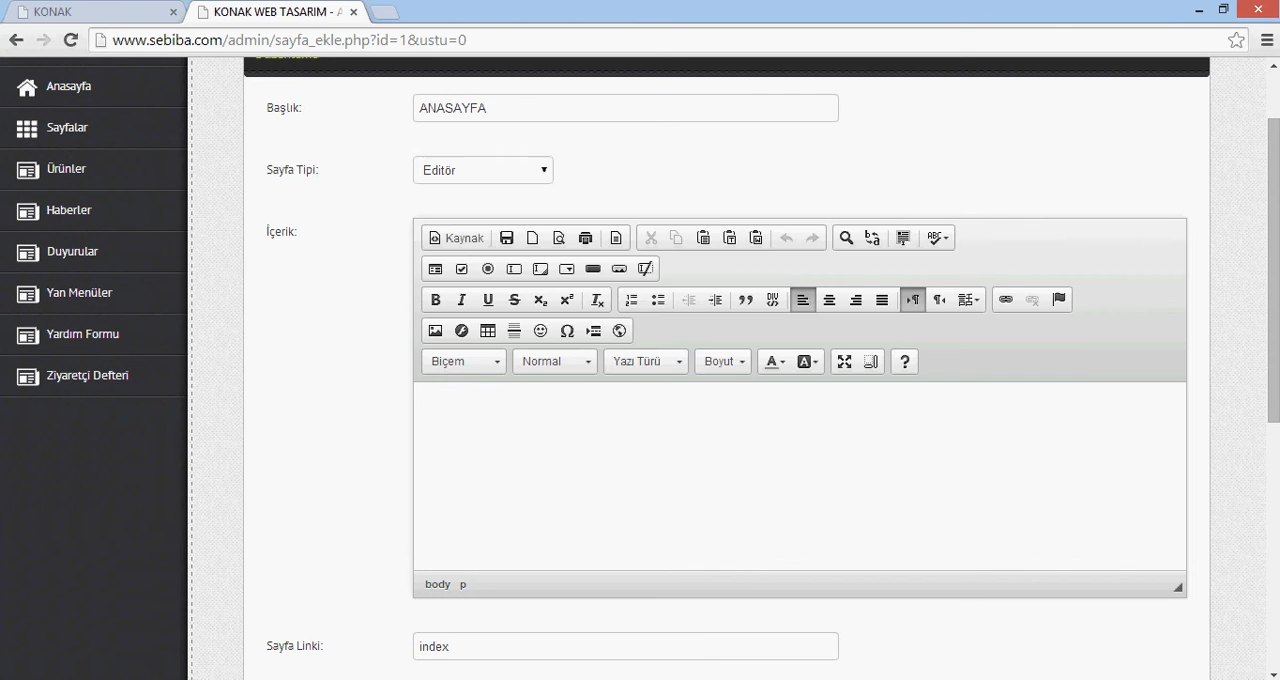 KONAK
KONAK WEB TASARIM - A
www.sebiba.com/admin/sayfa_ekle.php?id=1&ustu=0
Anasayfa
Sayfalar
Ürünler
Haberler
Duyurular
Yan Menüler
Yardım Formu
Ziyaretçi Defteri
Başlık:
ANASAYFA
Sayfa Tipi:
Editör
İçerik:
Kaynak
Biçem
Normal
Yazı Türü
Boyut
body p
Sayfa Linki:
index